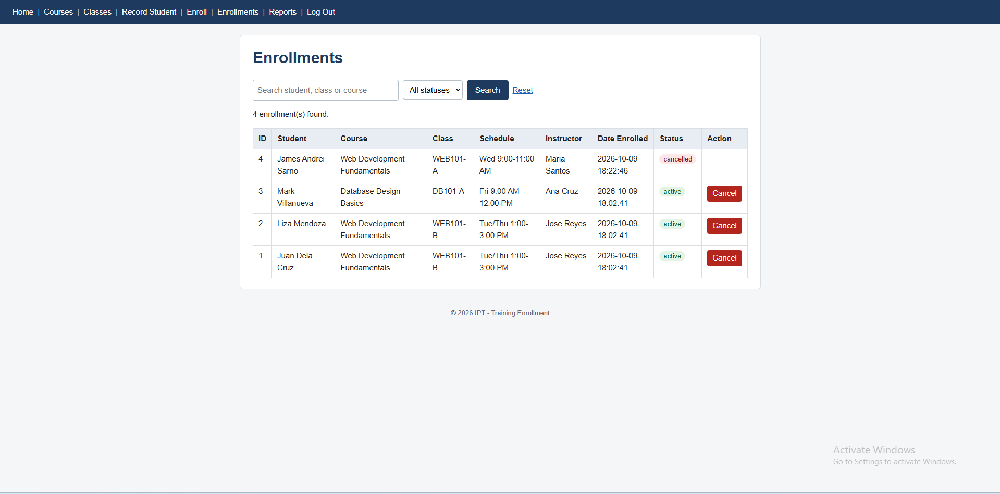 Home | Courses | Classes | Record Student | Enroll | Enrollments | Reports | Log Out
Enrollments
Search student, class or course All statuses Search Reset
4 enrollment(s) found.
ID Student Course Class Schedule Instructor Date Enrolled Status Action
4 James Andrei Web Development WEB101- Wed 9:00-11:00 Maria 2026-10-09 cancelled
Sarno Fundamentals A AM Santos 18:22:46
3 Mark Database Design DB101-A Fri 9:00 AM- Ana Cruz 2026-10-09 active Cancel
Villanueva Basics 12:00 PM 18:02:41
2 Liza Mendoza Web Development WEB101- Tue/Thu 1:00- Jose Reyes 2026-10-09 active Cancel
Fundamentals B 3:00 PM 18:02:41
1 Juan Dela Web Development WEB101- Tue/Thu 1:00- Jose Reyes 2026-10-09 active Cancel
Cruz Fundamentals B 3:00 PM 18:02:41
© 2026 IPT - Training Enrollment
Activate Windows
Go to Settings to activate Windows.